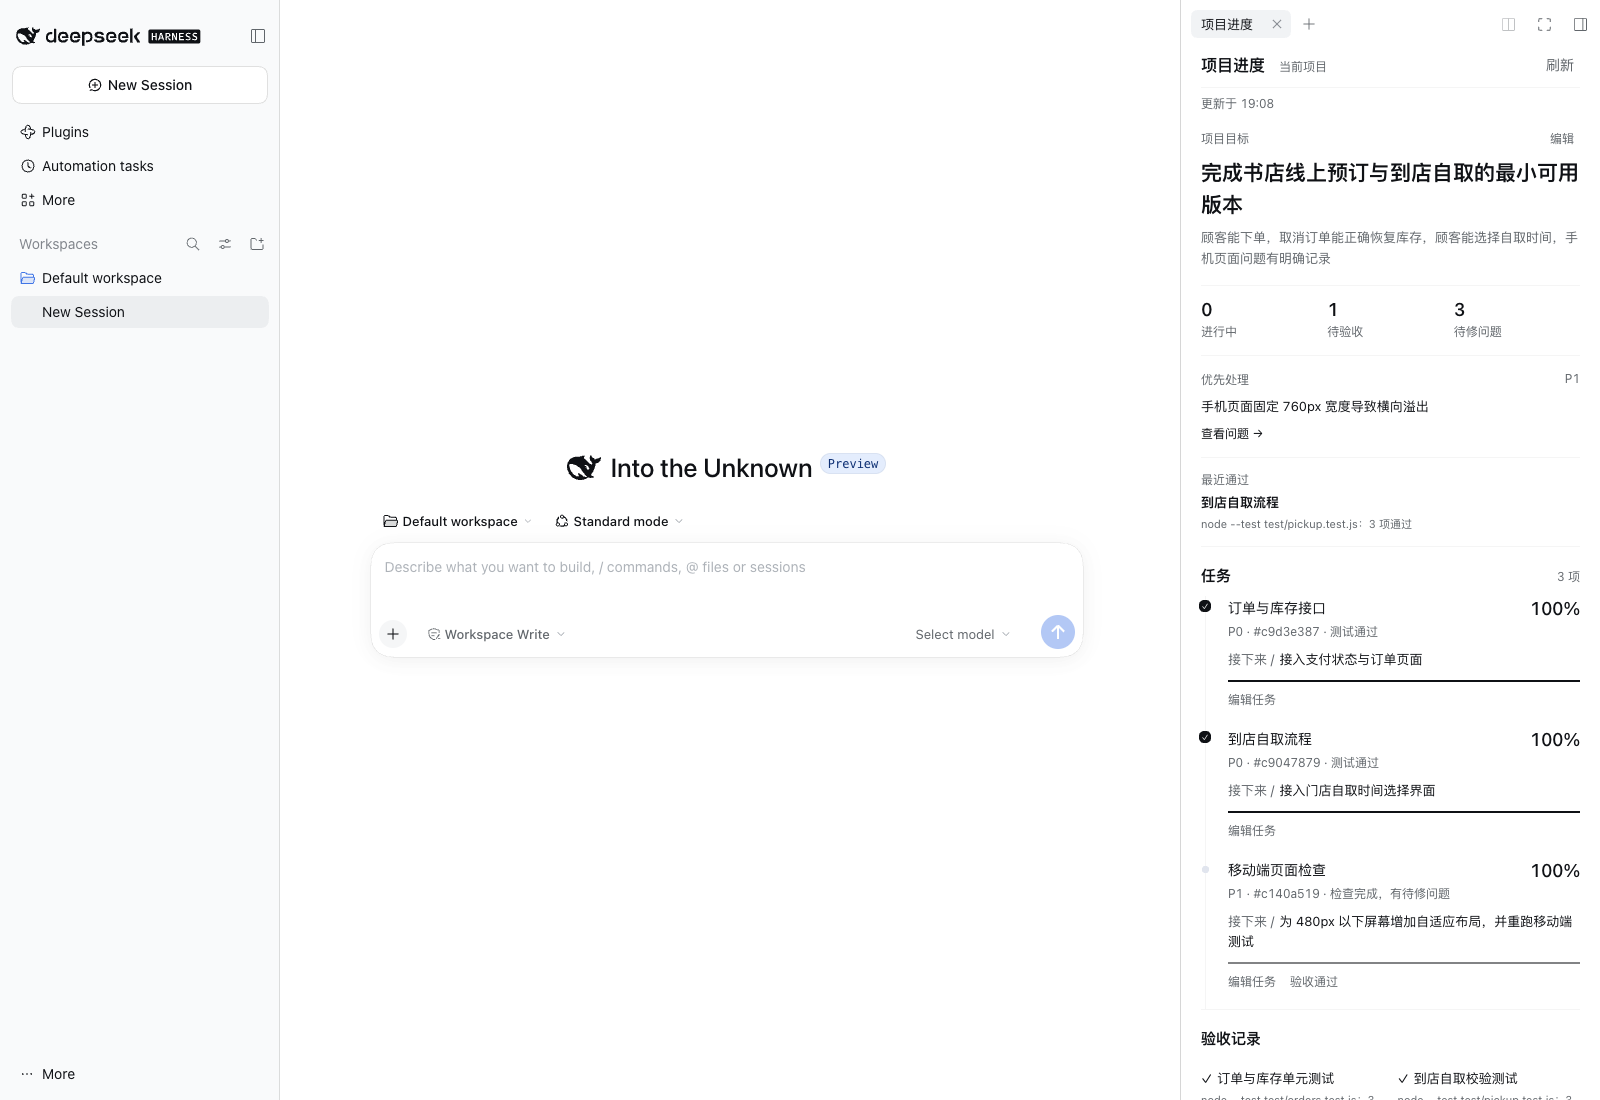 deepseek HARNESS
New Session
Plugins
Automation tasks
More
Workspaces
Default workspace
New Session
More
Into the Unknown Preview
Default workspace Standard mode
Describe what you want to build, / commands, @ files or sessions
Workspace Write Select model
项目进度
项目进度 当前项目 刷新
更新于 19:08
项目目标 编辑
完成书店线上预订与到店自取的最小可用
版本
顾客能下单，取消订单能正确恢复库存，顾客能选择自取时间，手
机页面问题有明确记录
0 1 3
进行中 待验收 待修问题
优先处理 P1
手机页面固定 760px 宽度导致横向溢出
查看问题 →
最近通过
到店自取流程
node --test test/pickup.test.js：3 项通过
任务 3 项
订单与库存接口 100%
P0 · #c9d3e387 · 测试通过
接下来 / 接入支付状态与订单页面
编辑任务
到店自取流程 100%
P0 · #c9047879 · 测试通过
接下来 / 接入门店自取时间选择界面
编辑任务
移动端页面检查 100%
P1 · #c140a519 · 检查完成，有待修问题
接下来 / 为 480px 以下屏幕增加自适应布局，并重跑移动端
测试
编辑任务 验收通过
验收记录
✓ 订单与库存单元测试 ✓ 到店自取校验测试
node --test test/orders.test.js：3 node --test test/pickup.test.js：3